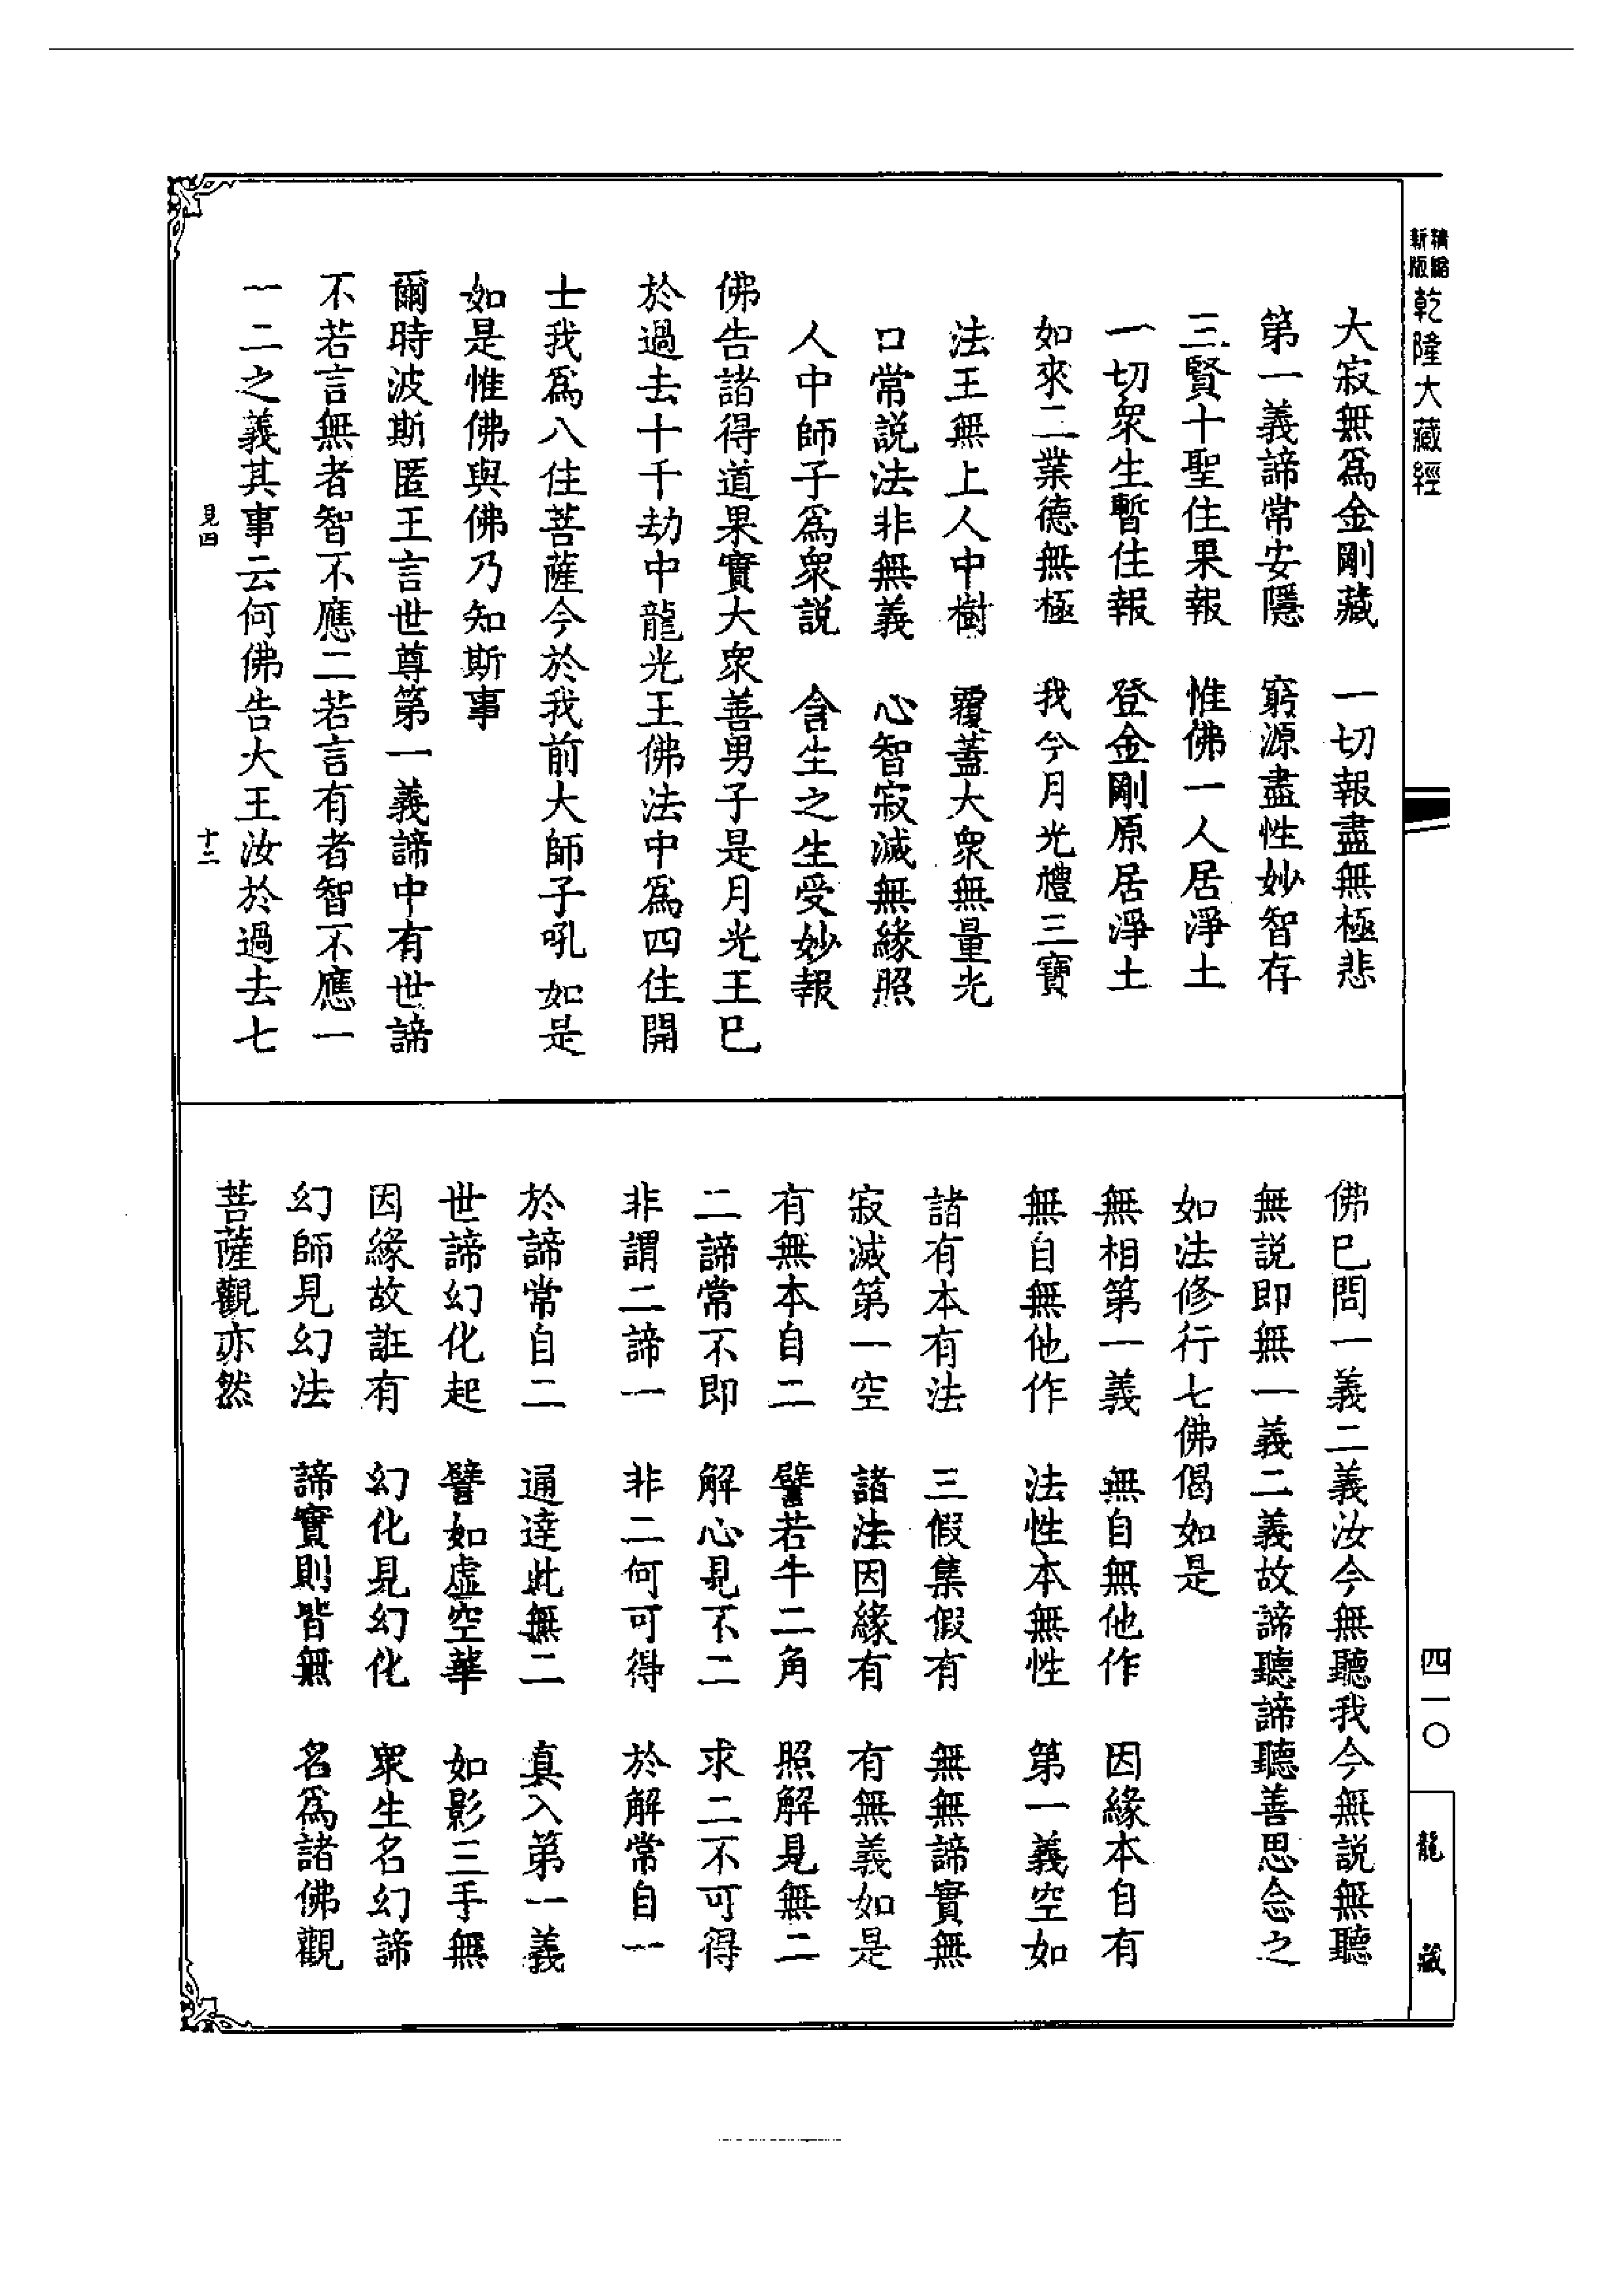 新版精縮
乾隆大藏經
大寂無為金剛藏　一切報盡無極悲
第一義諦常安隱　窮源盡性妙智存
三賢十聖住果報　惟佛一人居淨土
一切衆生暫住報　登金剛原居淨土
如來二業德無極　我今月光禮三寶
法王無上人中樹　覆蓋大衆無量光
口常説法非無義　心智寂滅無緣照
人中師子為衆説　含生之生受妙報
佛告諸得道果實大衆善男子是月光王巳
於過去十千劫中龍光王佛法中為四住開
士我為八住菩薩今於我前大師子吼如是
如是惟佛與佛乃知斯事
爾時波斯匿王言世尊第一義諦中有世諦
不若言無者智不應二若言有者智不應一
一二之義其事云何佛告大王汝於過去七
見四　十二
佛巳問一義二義汝今無聽我今無説無聽
無説即無一義二義故諦聽諦聽善思念之
如法修行七佛偈如是
無相第一義　無自無他作　因緣本自有
無自無他作　法性本無性　第一義空如
諸有本有法　三假集假有　無無諦實無
寂滅第一空　諸法因緣有　有無義如是
有無本自二　譬若牛二角　照解見無二
二諦常不即　解心見不二　求二不可得
非謂二諦一　非二何可得　於解常自一
於諦常自二　通達此無二　真入第一義
世諦幻化起　譬如虛空華　如影三手無
因緣故誑有　幻化見幻化　衆生名幻諦
幻師見幻法　諦實則皆無　名為諸佛觀
菩薩觀亦然
四一〇
龍藏